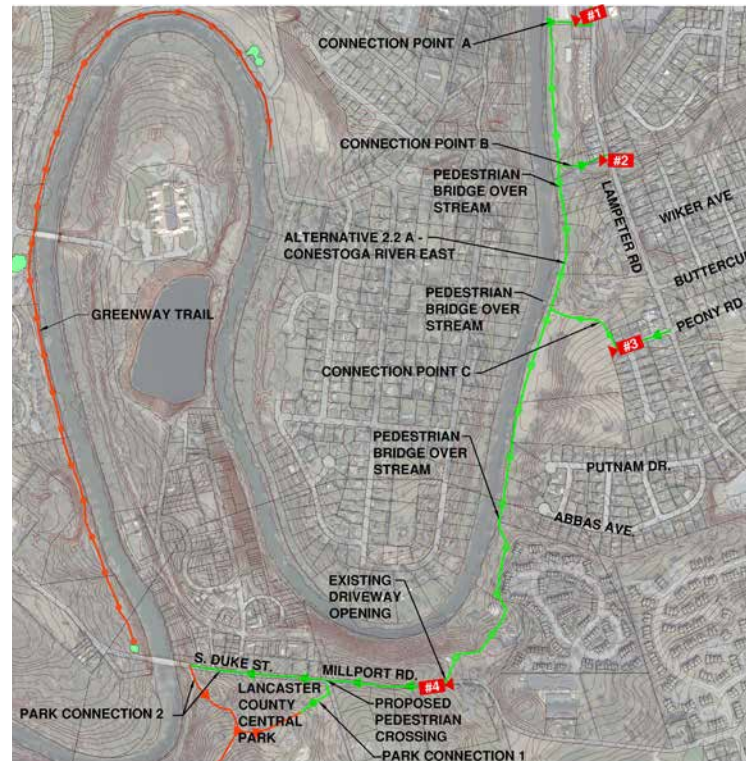 #1
CONNECTION POINT A
CONNECTION POINT B
#2
PEDESTRIAN
BRIDGE OVER
STREAM
LAMPETER RD
WIKER AVE
ALTERNATIVE 2.2 A -
CONESTOGA RIVER EAST
BUTTERCU
PEDESTRIAN
BRIDGE OVER
STREAM
GREENWAY TRAIL
PEONY RD
#3
CONNECTION POINT C
PEDESTRIAN
BRIDGE OVER
STREAM
PUTNAM DR.
ABBAS AVE.
EXISTING
DRIVEWAY
OPENING
S. DUKE ST.
MILLPORT RD.
#4
LANCASTER
COUNTY
CENTRAL
PARK
PROPOSED
PEDESTRIAN
CROSSING
PARK CONNECTION 2
PARK CONNECTION 1